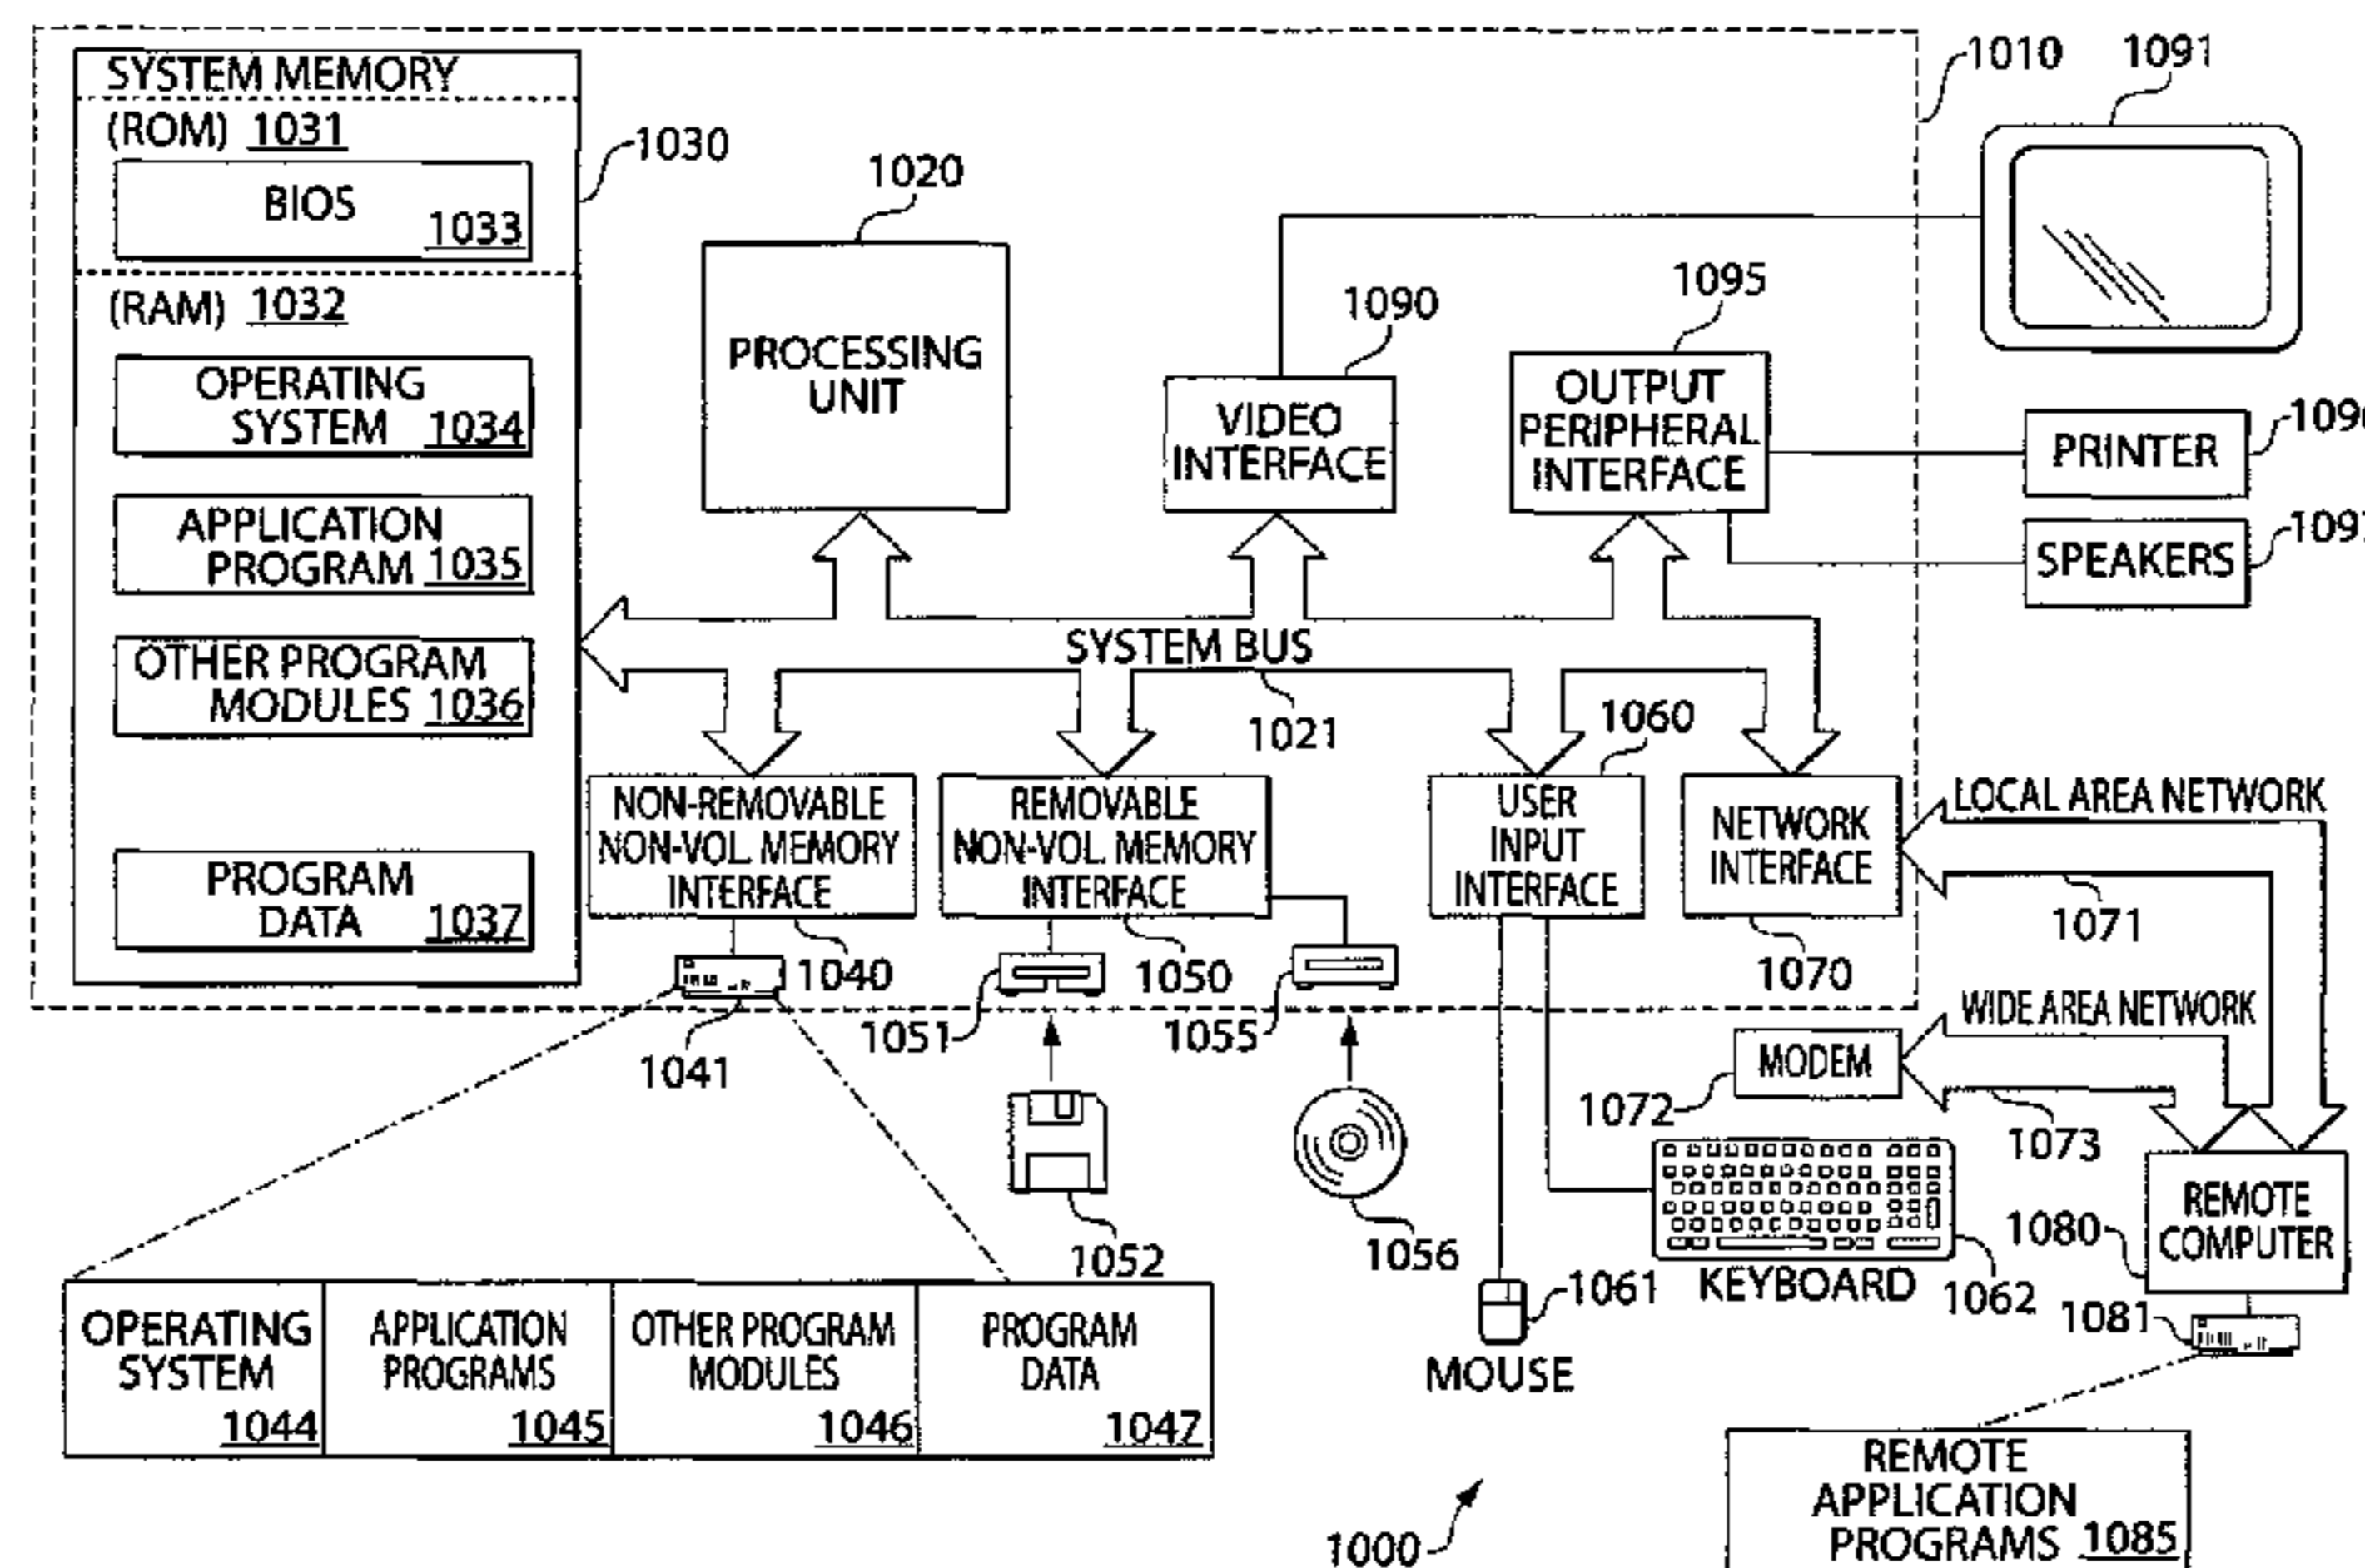 SYSTEM MEMORY
(ROM) 1031
BIOS
1033
1030
(RAM) 1032
OPERATING
SYSTEM 1034
APPLICATION
PROGRAM 1035
OTHER PROGRAM
MODULES 1036
PROGRAM
DATA 1037
1020
PROCESSING
UNIT
1090
VIDEO
INTERFACE
1095
OUTPUT
PERIPHERAL
INTERFACE
1010
1091
PRINTER
SPEAKERS
SYSTEM BUS
1021
NON-REMOVABLE
NON-VOL. MEMORY
INTERFACE
1040
1041
REMOVABLE
NON-VOL. MEMORY
INTERFACE
1050
1051
1055
1052
1056
1060
USER
INPUT
INTERFACE
NETWORK
INTERFACE
1070
LOCAL AREA NETWORK
1071
WIDE AREA NETWORK
MODEM
1072
1073
KEYBOARD
1062
1061
MOUSE
REMOTE
COMPUTER
1080
1081
OPERATING
SYSTEM
1044
APPLICATION
PROGRAMS
1045
OTHER PROGRAM
MODULES
1046
PROGRAM
DATA
1047
1000
REMOTE
APPLICATION
PROGRAMS 1085